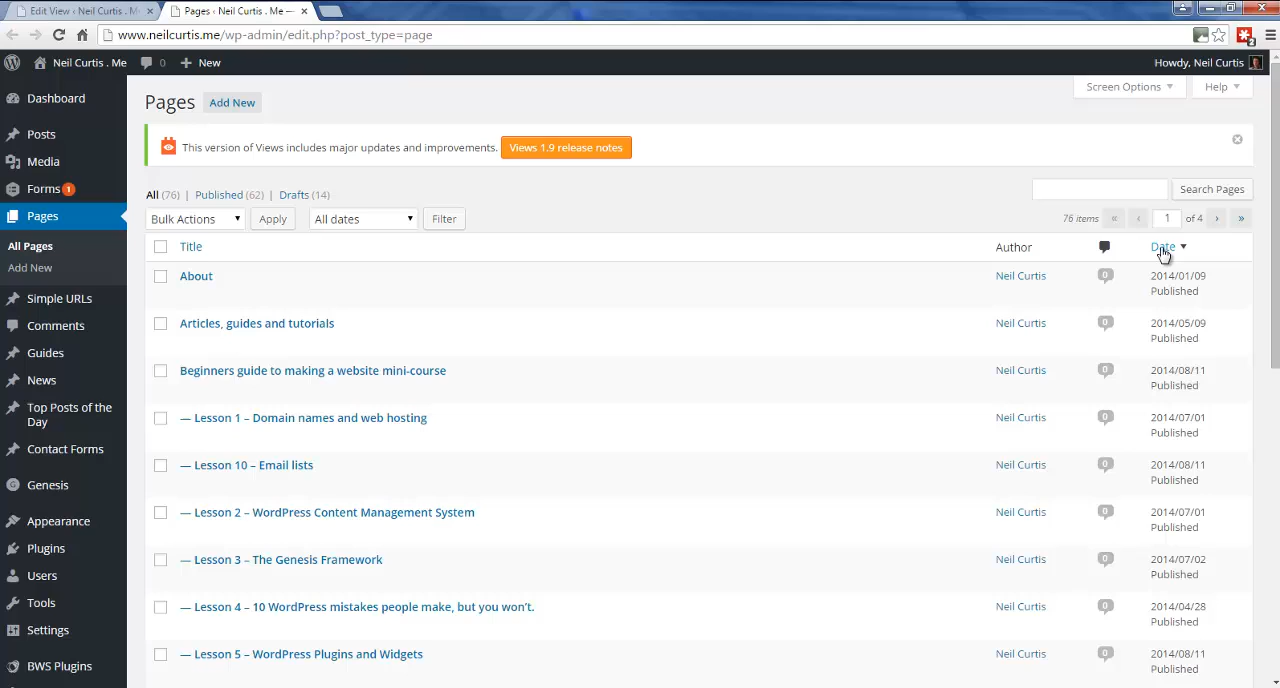 Edit View ‹ Neil Curtis . M
Pages ‹ Neil Curtis . Me —
www.neilcurtis.me/wp-admin/edit.php?post_type=page
2
Neil Curtis . Me
0
New
Howdy, Neil Curtis
Dashboard
Posts
Media
Forms 1
Pages
All Pages
Add New
Simple URLs
Comments
Guides
News
Top Posts of the
Day
Contact Forms
Genesis
Appearance
Plugins
Users
Tools
Settings
BWS Plugins
Screen Options
Help
Pages
Add New
This version of Views includes major updates and improvements.
Views 1.9 release notes
All (76) | Published (62) | Drafts (14)
Search Pages
Bulk Actions
Apply
All dates
Filter
76 items « ‹ 1 of 4 › »
Title Author Date
About Neil Curtis 0 2014/01/09
Published
Articles, guides and tutorials Neil Curtis 0 2014/05/09
Published
Beginners guide to making a website mini-course Neil Curtis 0 2014/08/11
Published
— Lesson 1 – Domain names and web hosting Neil Curtis 0 2014/07/01
Published
— Lesson 10 – Email lists Neil Curtis 0 2014/08/11
Published
— Lesson 2 – WordPress Content Management System Neil Curtis 0 2014/07/01
Published
— Lesson 3 – The Genesis Framework Neil Curtis 0 2014/07/02
Published
— Lesson 4 – 10 WordPress mistakes people make, but you won't. Neil Curtis 0 2014/04/28
Published
— Lesson 5 – WordPress Plugins and Widgets Neil Curtis 0 2014/08/11
Published